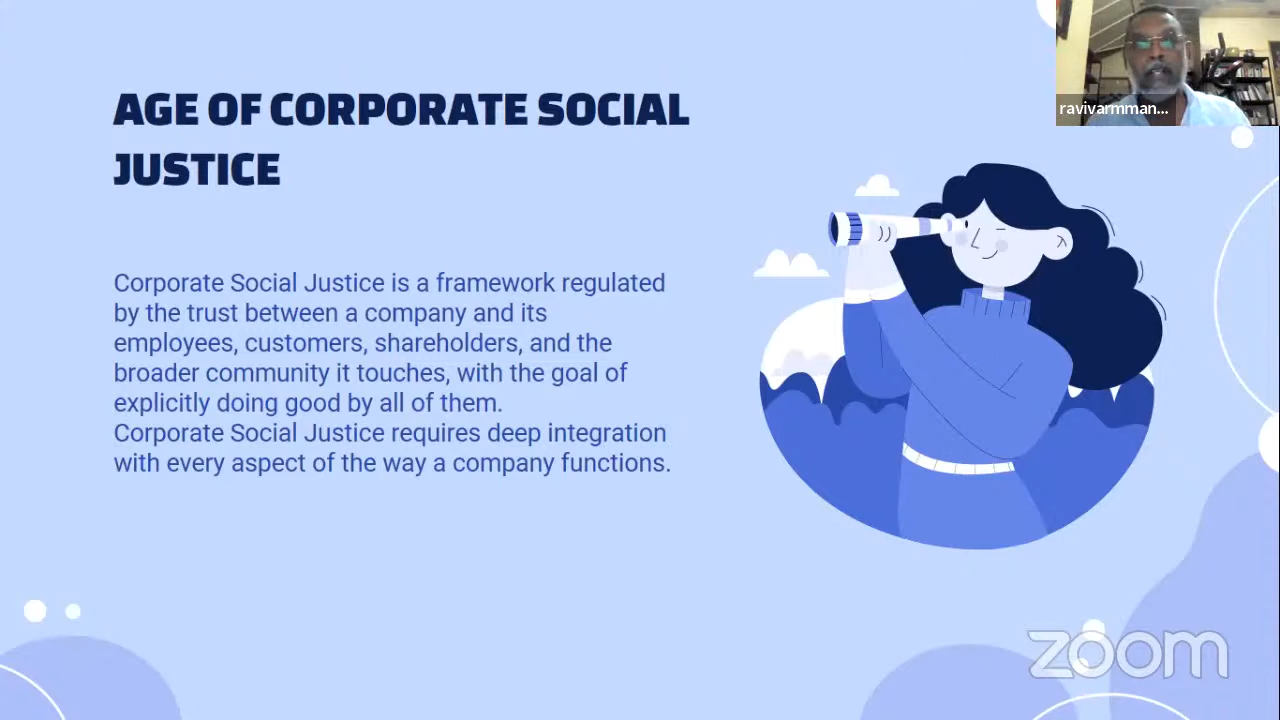 AGE OF CORPORATE SOCIAL
JUSTICE
Corporate Social Justice is a framework regulated
by the trust between a company and its
employees, customers, shareholders, and the
broader community it touches, with the goal of
explicitly doing good by all of them.
Corporate Social Justice requires deep integration
with every aspect of the way a company functions.
ravivarmman...
zoom